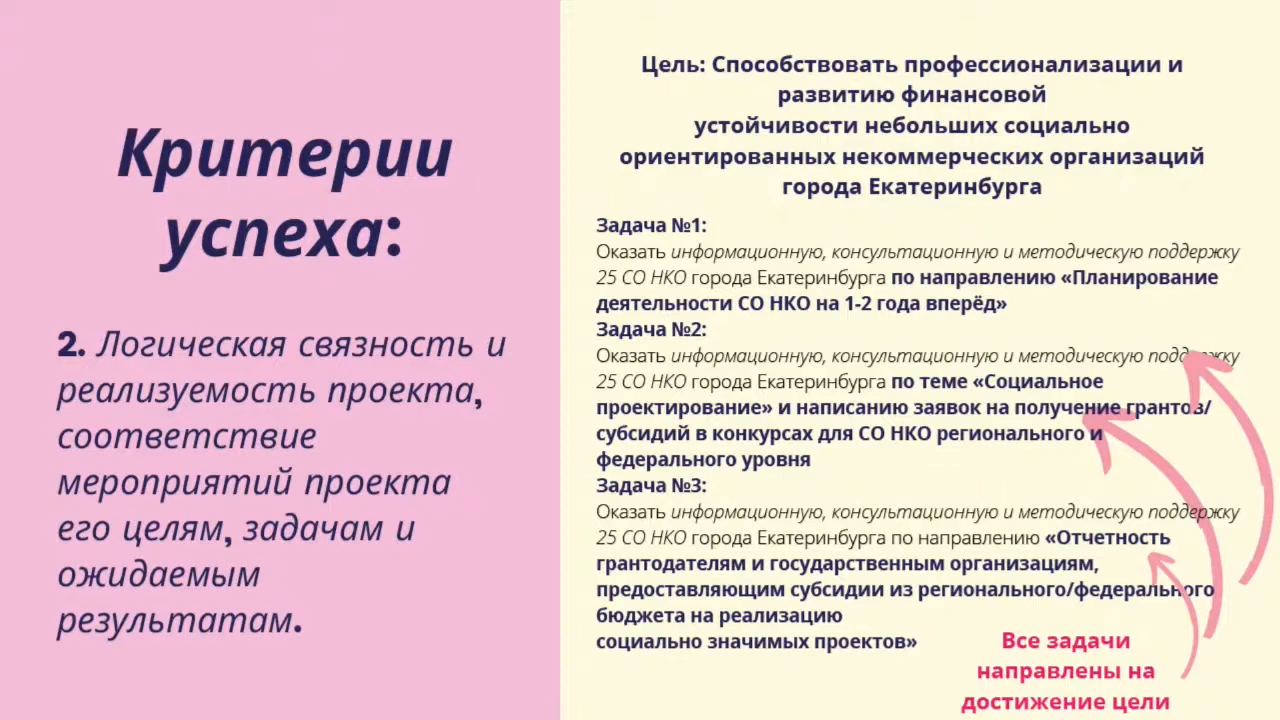 Критерии
успеха:
2. Логическая связность и
реализуемость проекта,
соответствие
мероприятий проекта
его целям, задачам и
ожидаемым
результатам.
Цель: Способствовать профессионализации и
развитию финансовой
устойчивости небольших социально
ориентированных некоммерческих организаций
города Екатеринбурга
Задача №1:
Оказать информационную, консультационную и методическую поддержку
25 СО НКО города Екатеринбурга по направлению «Планирование
деятельности СО НКО на 1-2 года вперёд»
Задача №2:
Оказать информационную, консультационную и методическую поддержку
25 СО НКО города Екатеринбурга по теме «Социальное
проектирование» и написанию заявок на получение грантов/
субсидий в конкурсах для СО НКО регионального и
федерального уровня
Задача №3:
Оказать информационную, консультационную и методическую поддержку
25 СО НКО города Екатеринбурга по направлению «Отчетность
грантодателям и государственным организациям,
предоставляющим субсидии из регионального/федерального
бюджета на реализацию
социально значимых проектов»
Все задачи
направлены на
достижение цели